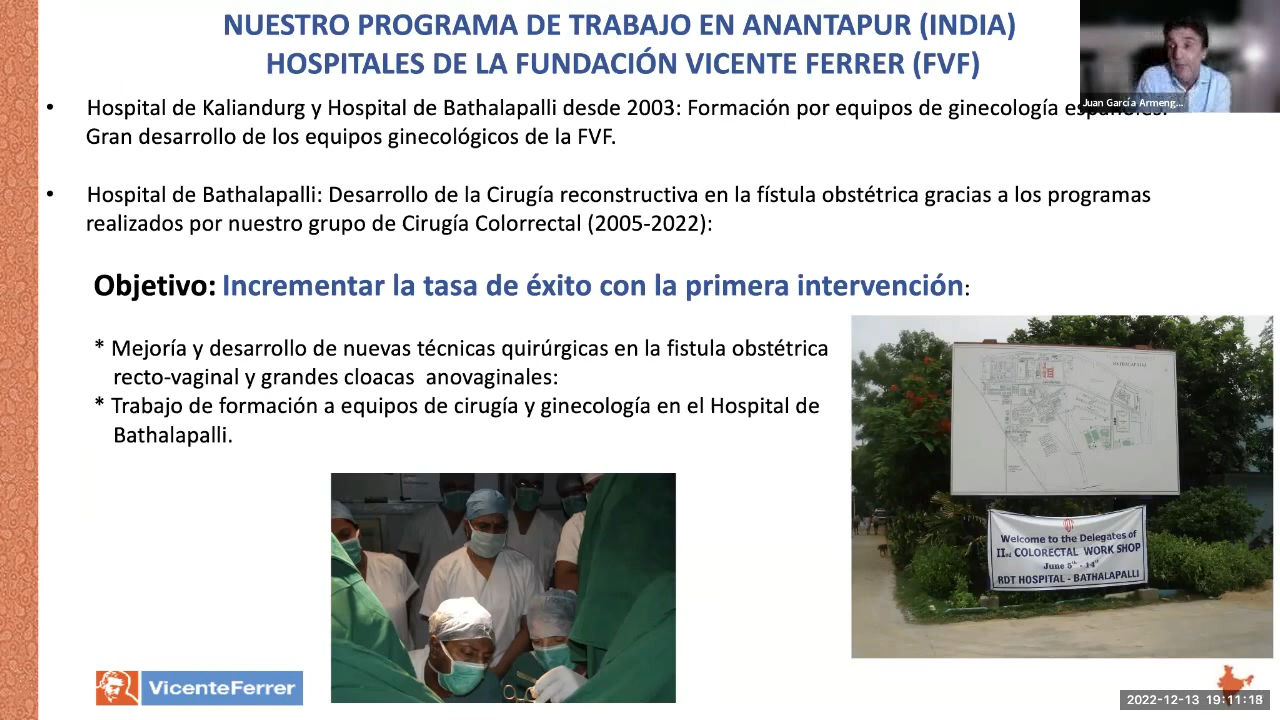 NUESTRO PROGRAMA DE TRABAJO EN ANANTAPUR (INDIA)
HOSPITALES DE LA FUNDACIÓN VICENTE FERRER (FVF)
Juan García Armeng...
• Hospital de Kaliandurg y Hospital de Bathalapalli desde 2003: Formación por equipos de ginecología españoles.
Gran desarrollo de los equipos ginecológicos de la FVF.
• Hospital de Bathalapalli: Desarrollo de la Cirugía reconstructiva en la fístula obstétrica gracias a los programas
realizados por nuestro grupo de Cirugía Colorrectal (2005-2022):
Objetivo: Incrementar la tasa de éxito con la primera intervención:
* Mejoría y desarrollo de nuevas técnicas quirúrgicas en la fistula obstétrica
recto-vaginal y grandes cloacas anovaginales:
* Trabajo de formación a equipos de cirugía y ginecología en el Hospital de
Bathalapalli.
Welcome to the Delegates of
IInd COLORECTAL WORK SHOP
June 5th - 14th
RDT HOSPITAL - BATHALAPALLI
VicenteFerrer
2022-12-13 19:11:18